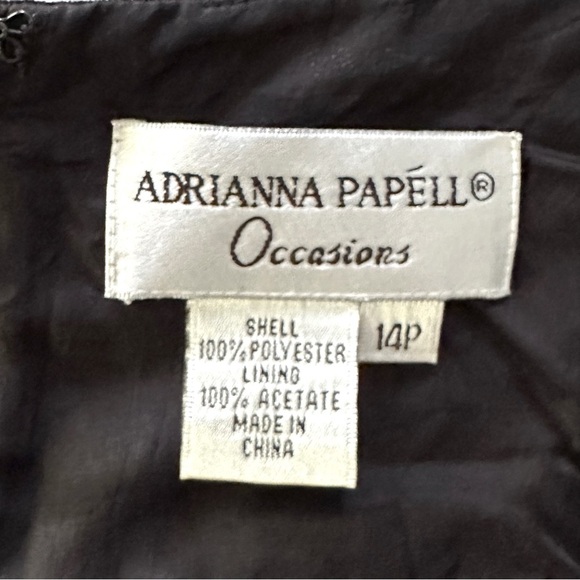 ADRIANNA PAPÉLL®
Occasions
14P
SHELL
100% POLYESTER
LINING
100% ACETATE
MADE IN
CHINA